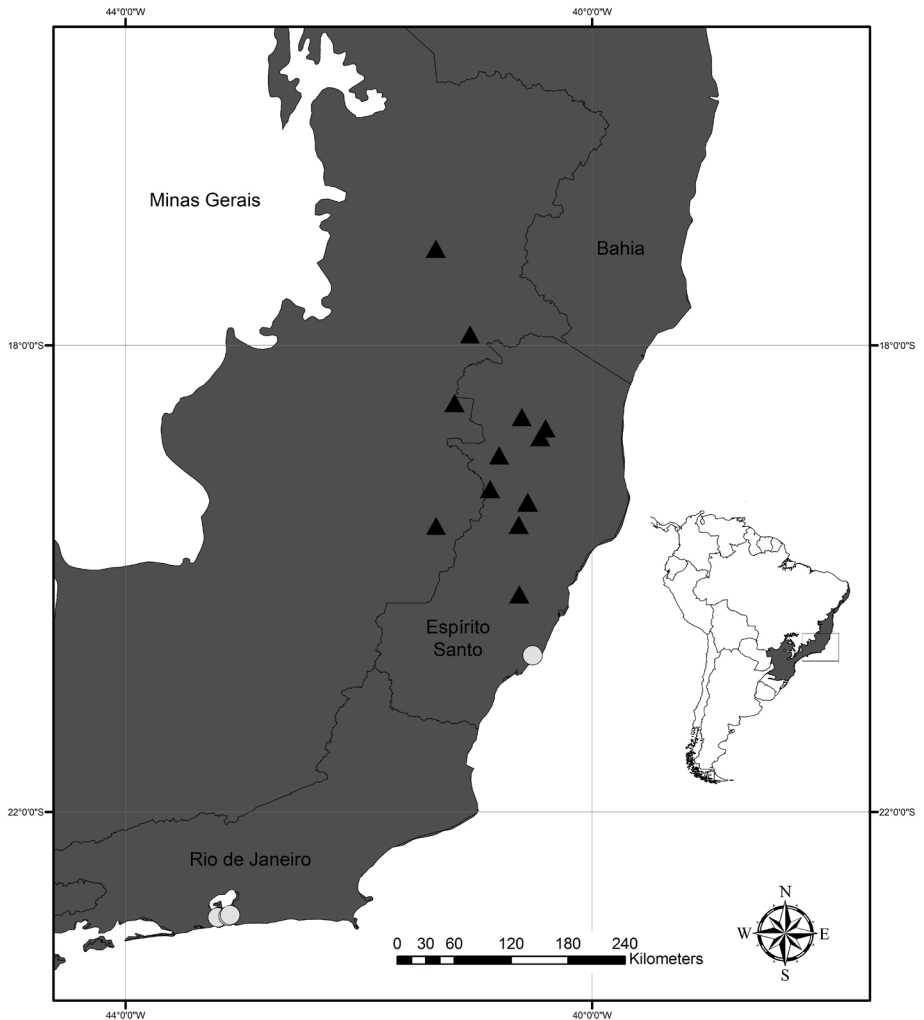 44°0'0"W 40°0'0"W
Minas Gerais
Bahia
18°0'0"S 18°0'0"S
Espírito
Santo
22°0'0"S 22°0'0"S
Rio de Janeiro
N
W E
S
0 30 60 120 180 240
Kilometers
44°0'0"W 40°0'0"W